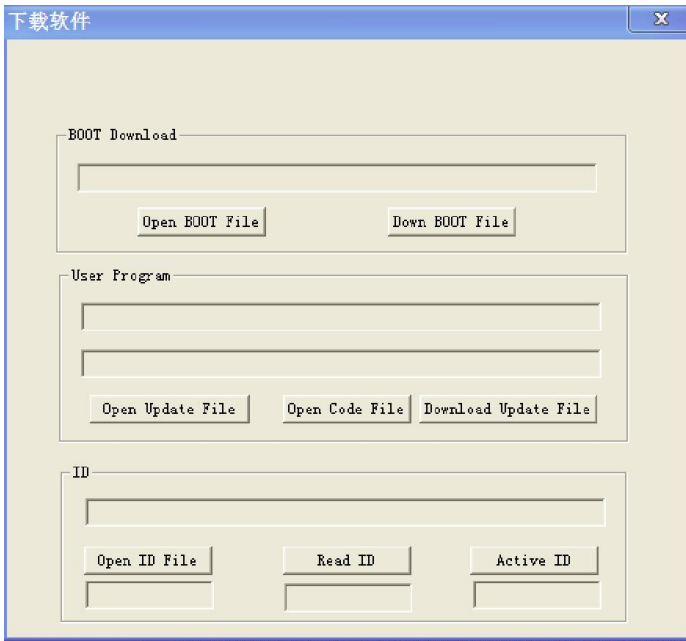 下载软件
BOOT Download
Open BOOT File Down BOOT File
User Program
Open Update File Open Code File Download Update File
ID
Open ID File Read ID Active ID